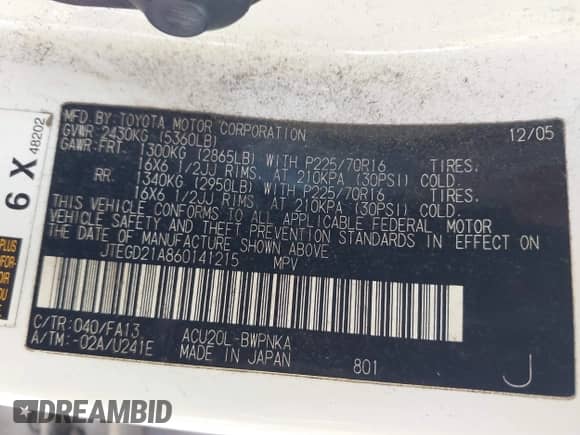 MFD.BY TOYOTA MOTOR CORPORATION 12/05
GVWR 2430KG (5360LB)
GAWR:FRT. 1300KG (2865LB) WITH P225/70R16 TIRES.
16X6 1/2JJ RIMS. AT 210KPA (30PSI) COLD.
RR. 1340KG (2950LB) WITH P225/70R16 TIRES.
16X6 1/2JJ RIMS. AT 210KPA (30PSI) COLD.
THIS VEHICLE CONFORMS TO ALL APPLICABLE FEDERAL MOTOR
VEHICLE SAFETY AND THEFT PREVENTION STANDARDS IN EFFECT ON
THE DATE OF MANUFACTURE SHOWN ABOVE.
JTEGD21A860141215 MPV
C/TR:040/FA13 ACU20L-BWPNKA
A/TM:-02A/U241E MADE IN JAPAN 801 J
6 X 48202
PLUS
OIR
YOU
DREAMBID